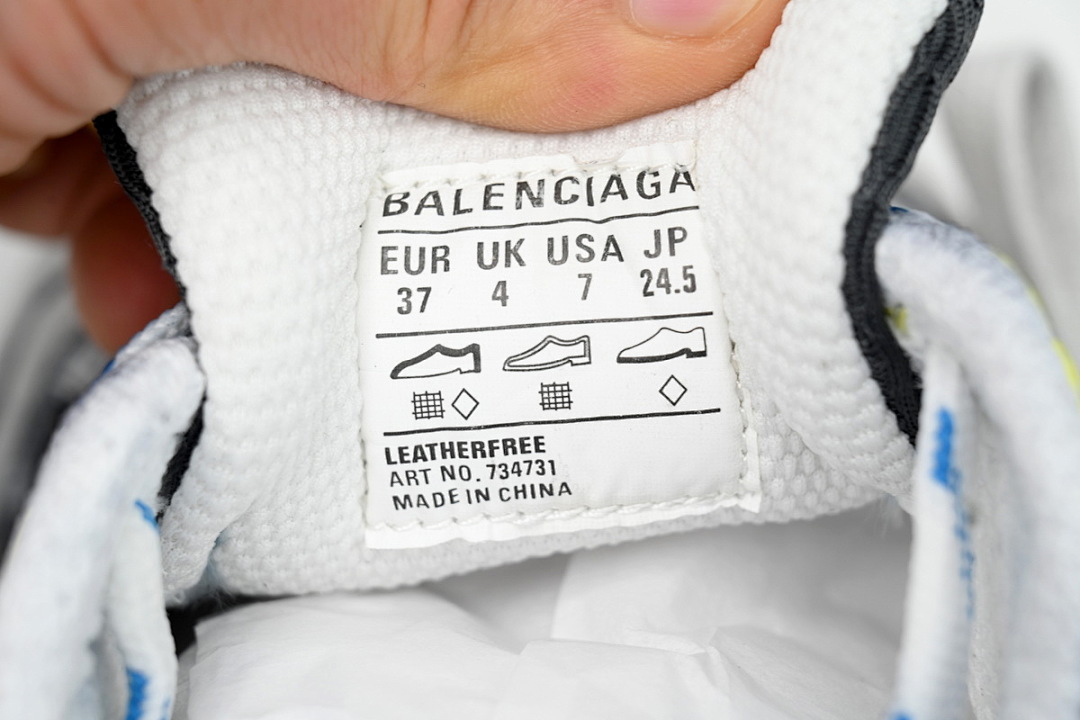 BALENCIAGA
EUR UK USA JP
37 4 7 24.5
LEATHERFREE
ART NO. 734731
MADE IN CHINA